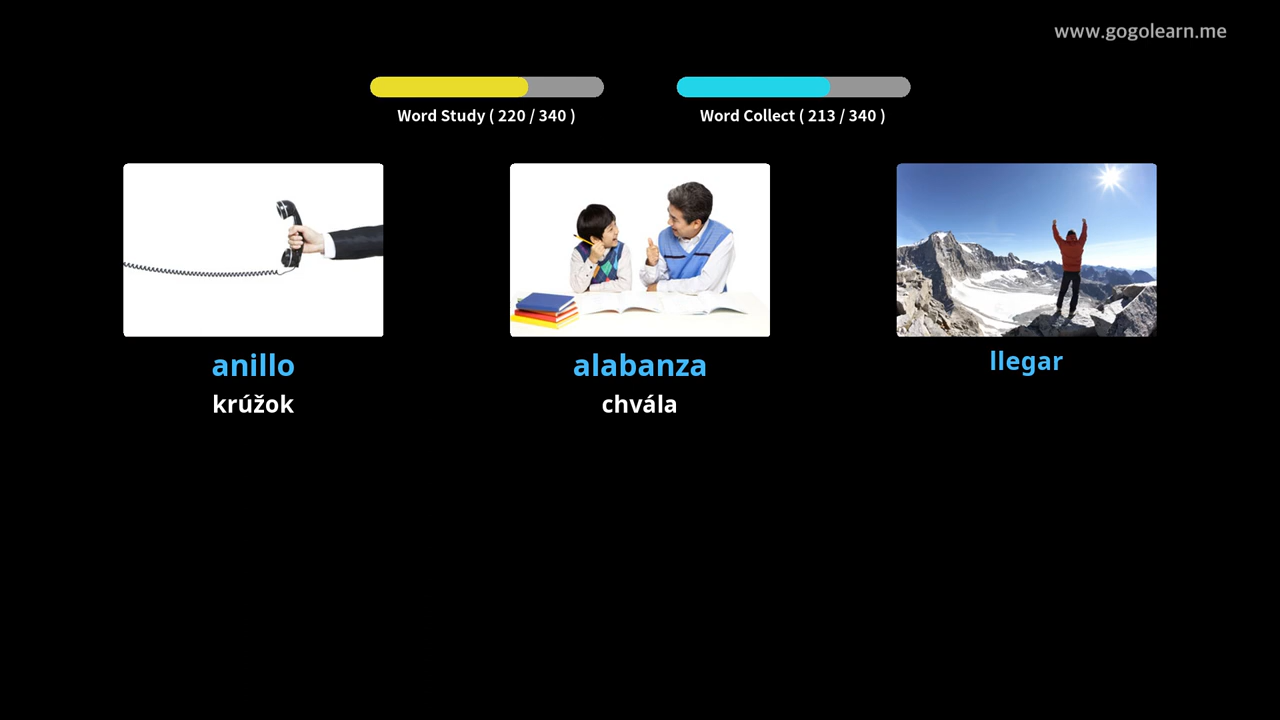 www.gogolearn.me
Word Study ( 220 / 340 )
Word Collect ( 213 / 340 )
anillo
krúžok
alabanza
chvála
llegar